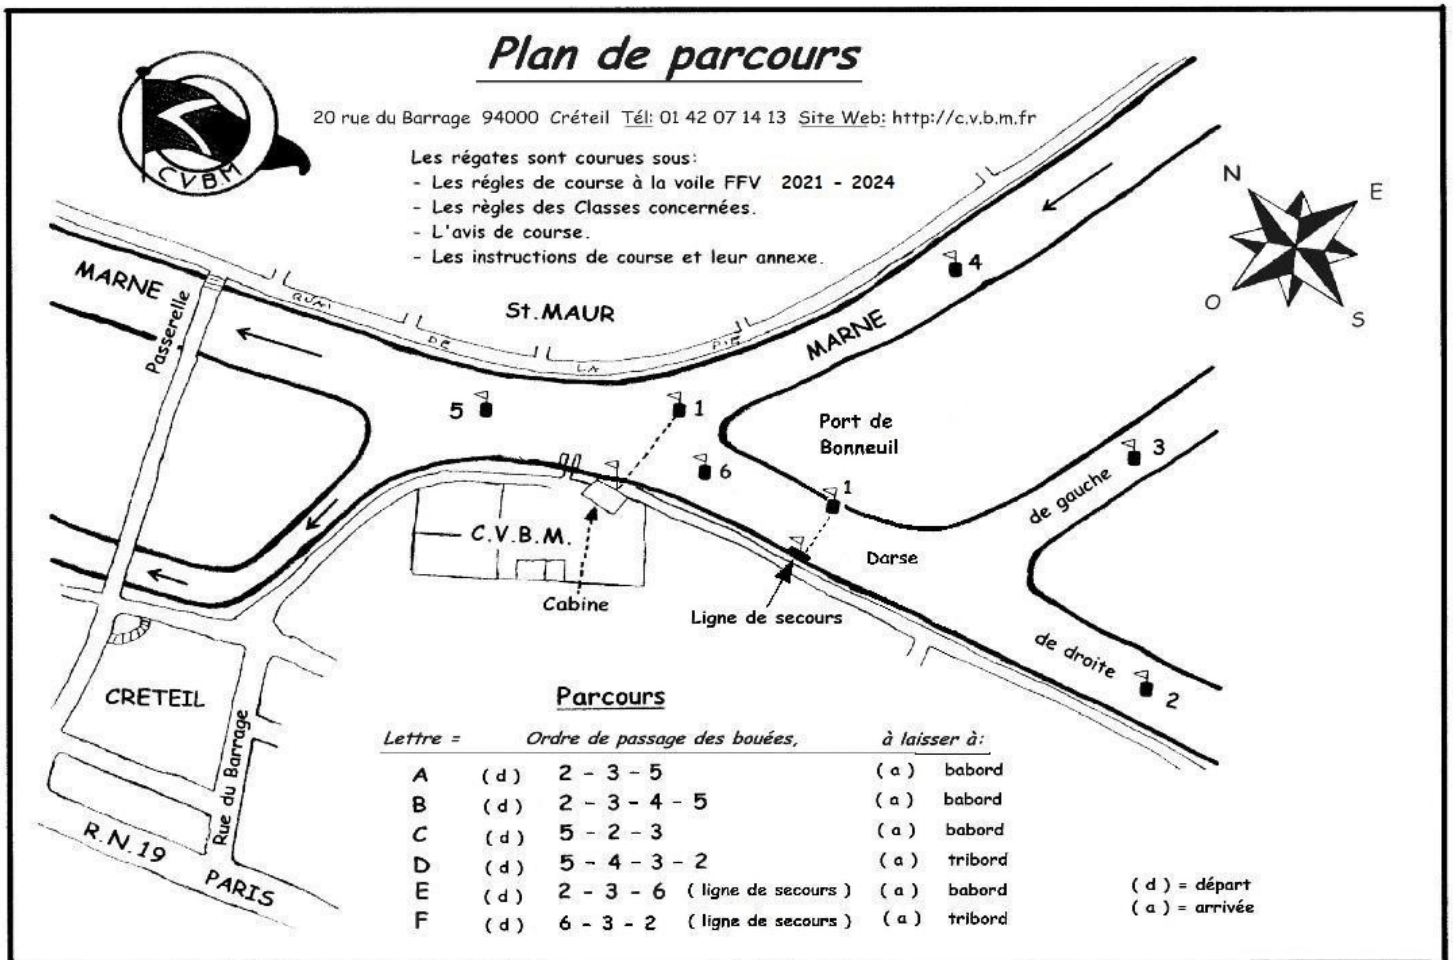 Plan de parcours
CVBM
20 rue du Barrage 94000 Créteil Tél: 01 42 07 14 13 Site Web: http://c.v.b.m.fr
Les régates sont courues sous:
- Les régles de course à la voile FFV 2021 - 2024
- Les règles des Classes concernées.
- L'avis de course.
- Les instructions de course et leur annexe.
N
E
O
S
4
MARNE
QUAI
DE
LA
PIE
St. MAUR
MARNE
Passerelle
5
1
6
Port de
Bonneuil
1
3
de gauche
C.V.B.M.
Darse
Cabine
Ligne de secours
de droite
2
CRETEIL
Rue du Barrage
R.N.19
PARIS
Parcours
Lettre = Ordre de passage des bouées, à laisser à:
A (d) 2 - 3 - 5 (a) babord
B (d) 2 - 3 - 4 - 5 (a) babord
C (d) 5 - 2 - 3 (a) babord
D (d) 5 - 4 - 3 - 2 (a) tribord
E (d) 2 - 3 - 6 (ligne de secours) (a) babord
F (d) 6 - 3 - 2 (ligne de secours) (a) tribord
(d) = départ
(a) = arrivée